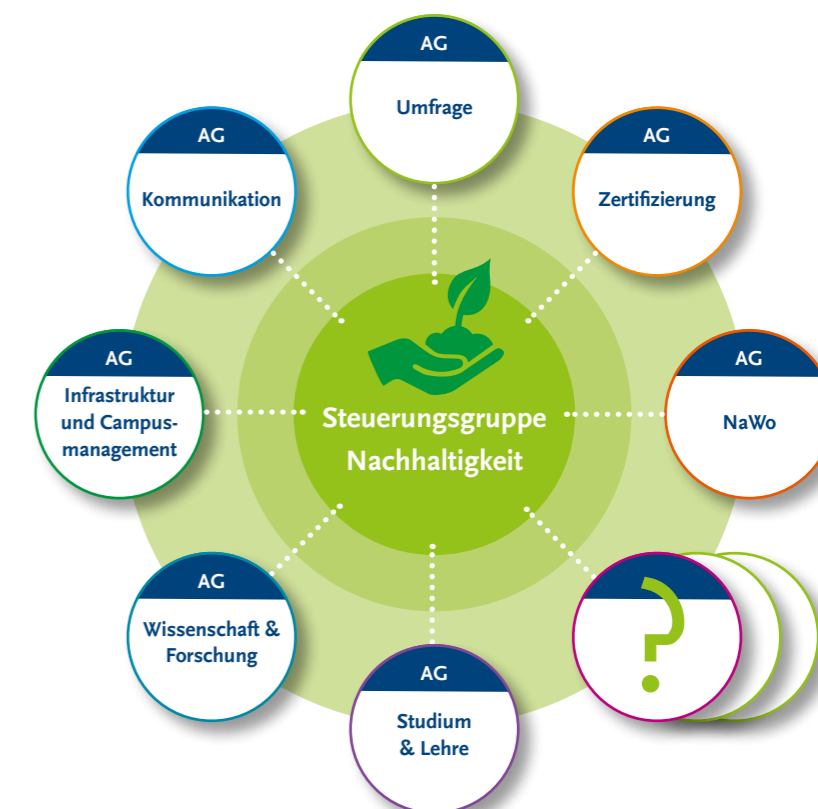 AG
Umfrage
AG
Zertifizierung
AG
NaWo
?
AG
Studium
& Lehre
AG
Wissenschaft &
Forschung
AG
Infrastruktur
und Campus-
management
AG
Kommunikation
Steuerungsgruppe
Nachhaltigkeit